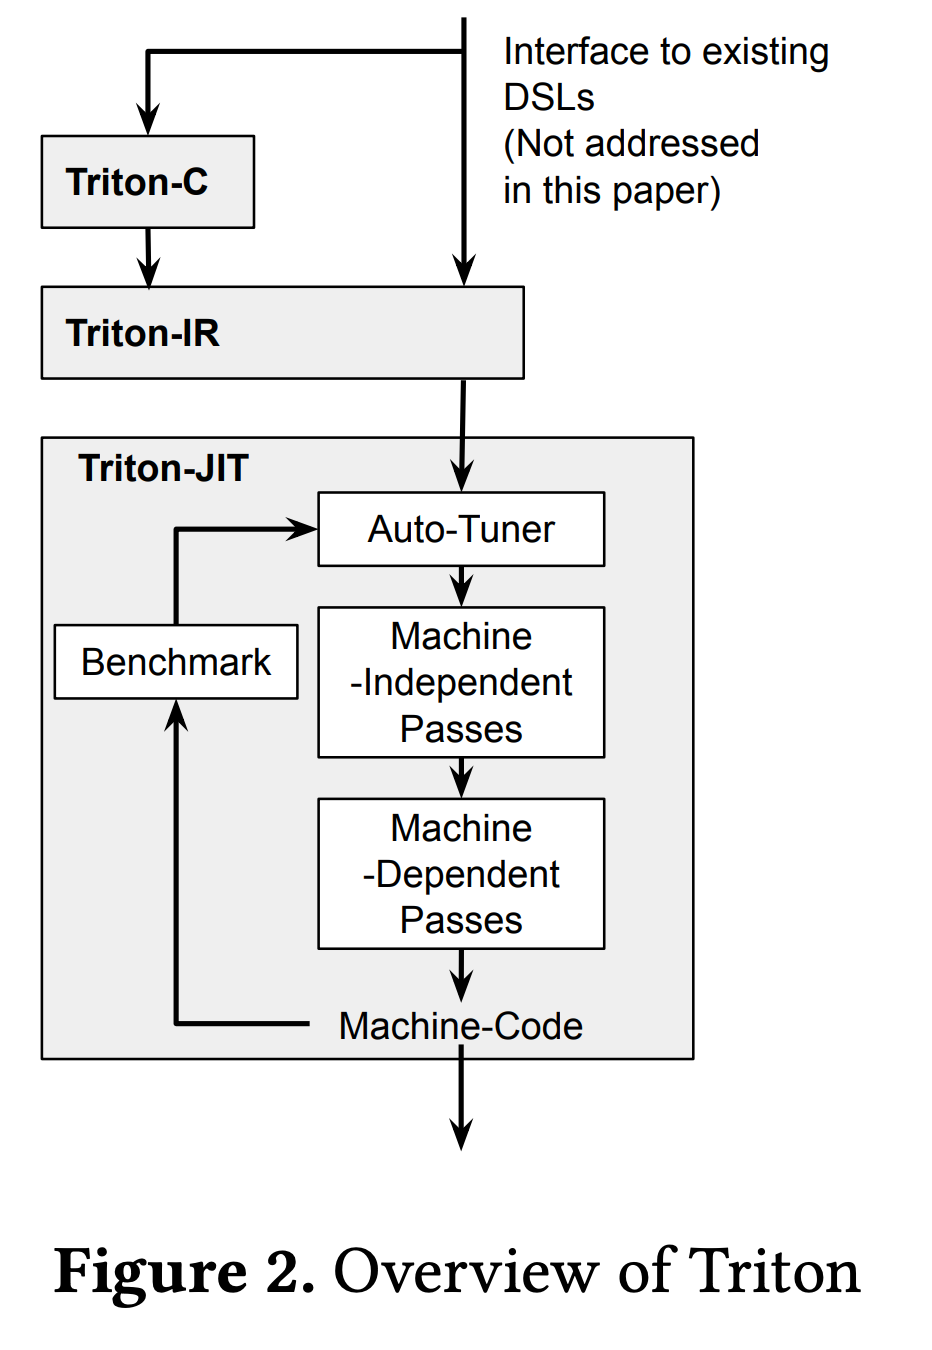 Interface to existing
DSLs
(Not addressed
in this paper)
Triton-C
Triton-IR
Triton-JIT
Auto-Tuner
Benchmark
Machine
-Independent
Passes
Machine
-Dependent
Passes
Machine-Code
Figure 2. Overview of Triton